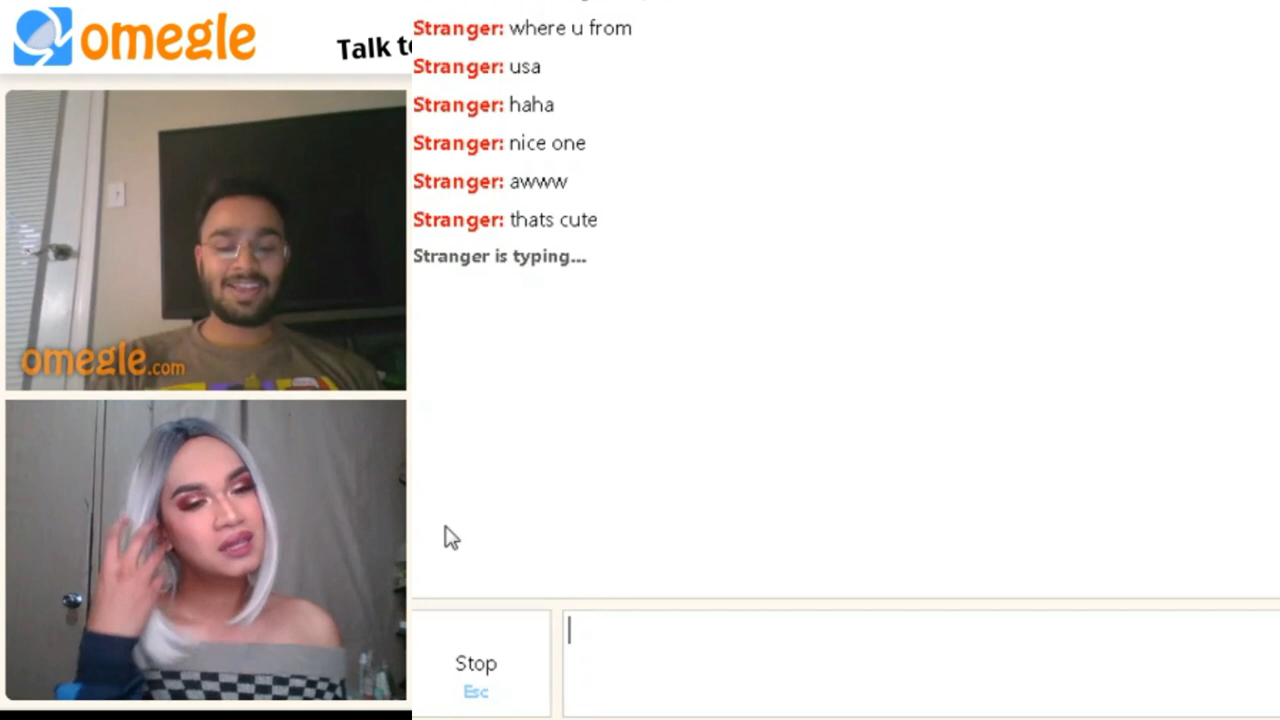 omegle
Talk to
Stranger: where u from
Stranger: usa
Stranger: haha
Stranger: nice one
Stranger: awww
Stranger: thats cute
Stranger is typing...
omegle.com
Stop
Esc